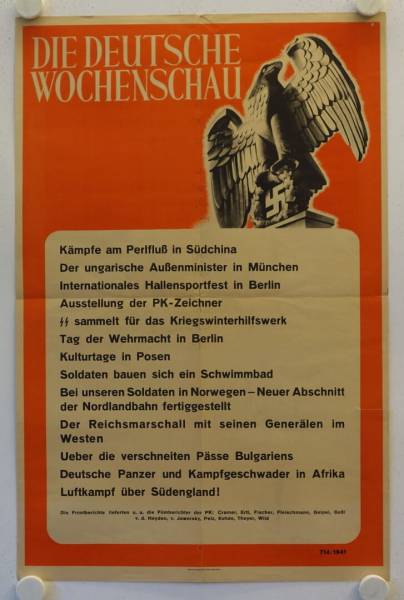 DIE DEUTSCHE
WOCHENSCHAU
Kämpfe am Perlfluß in Südchina
Der ungarische Außenminister in München
Internationales Hallensportfest in Berlin
Ausstellung der PK-Zeichner
ᛋᛋ sammelt für das Kriegswinterhilfswerk
Tag der Wehrmacht in Berlin
Kulturtage in Posen
Soldaten bauen sich ein Schwimmbad
Bei unseren Soldaten in Norwegen – Neuer Abschnitt
der Nordlandbahn fertiggestellt
Der Reichsmarschall mit seinen Generälen im
Westen
Ueber die verschneiten Pässe Bulgariens
Deutsche Panzer und Kampfgeschwader in Afrika
Luftkampf über Südengland!
Die Frontberichte lieferten u. a. die Filmberichter der PK: Cramer, Ertl, Fischer, Fleischmann,
v. d. Heyden, v. Jaworsky, Pelz,